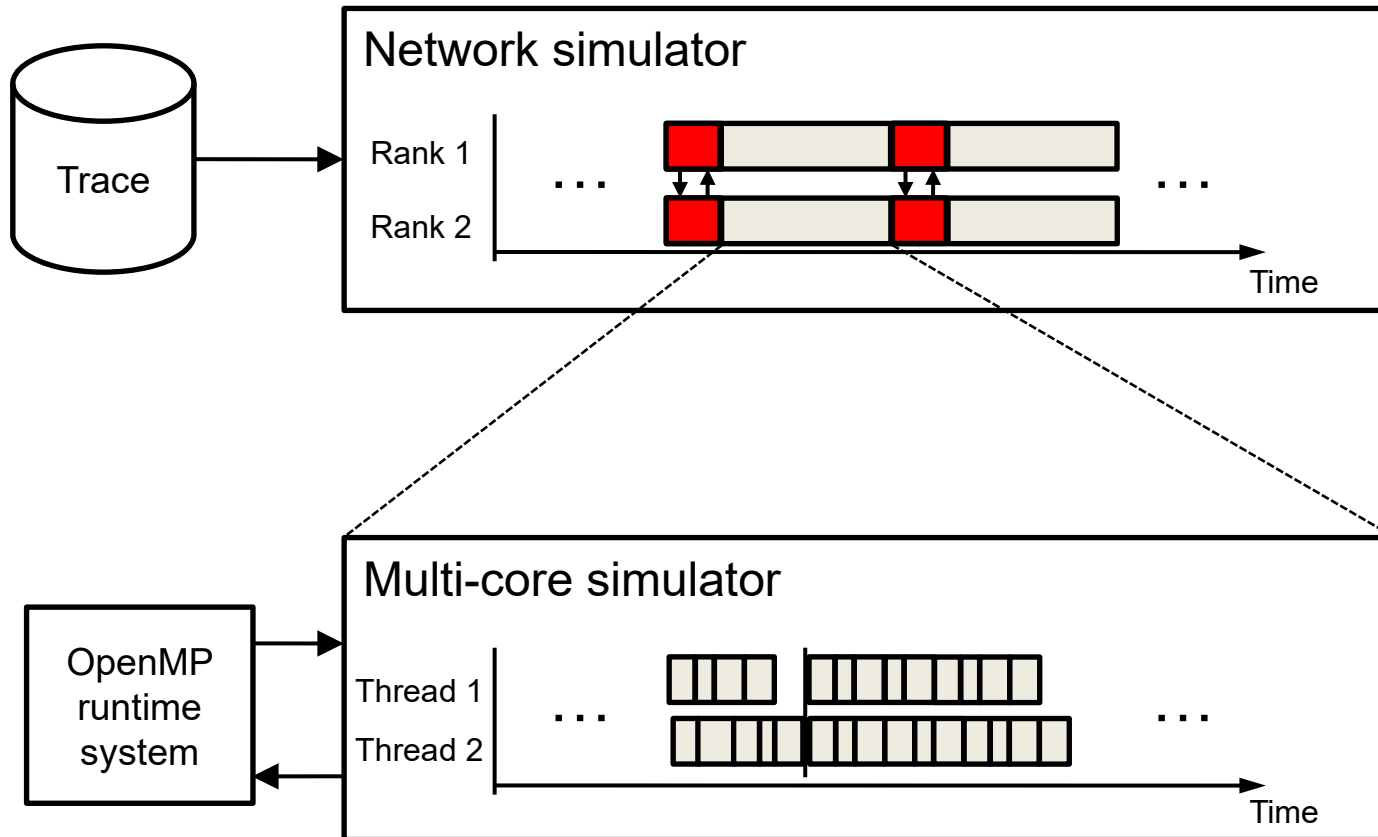 Network simulator
Trace
Rank 1
. . .
. . .
Rank 2
Time
Multi-core simulator
OpenMP
runtime
system
Thread 1
. . .
. . .
Thread 2
Time